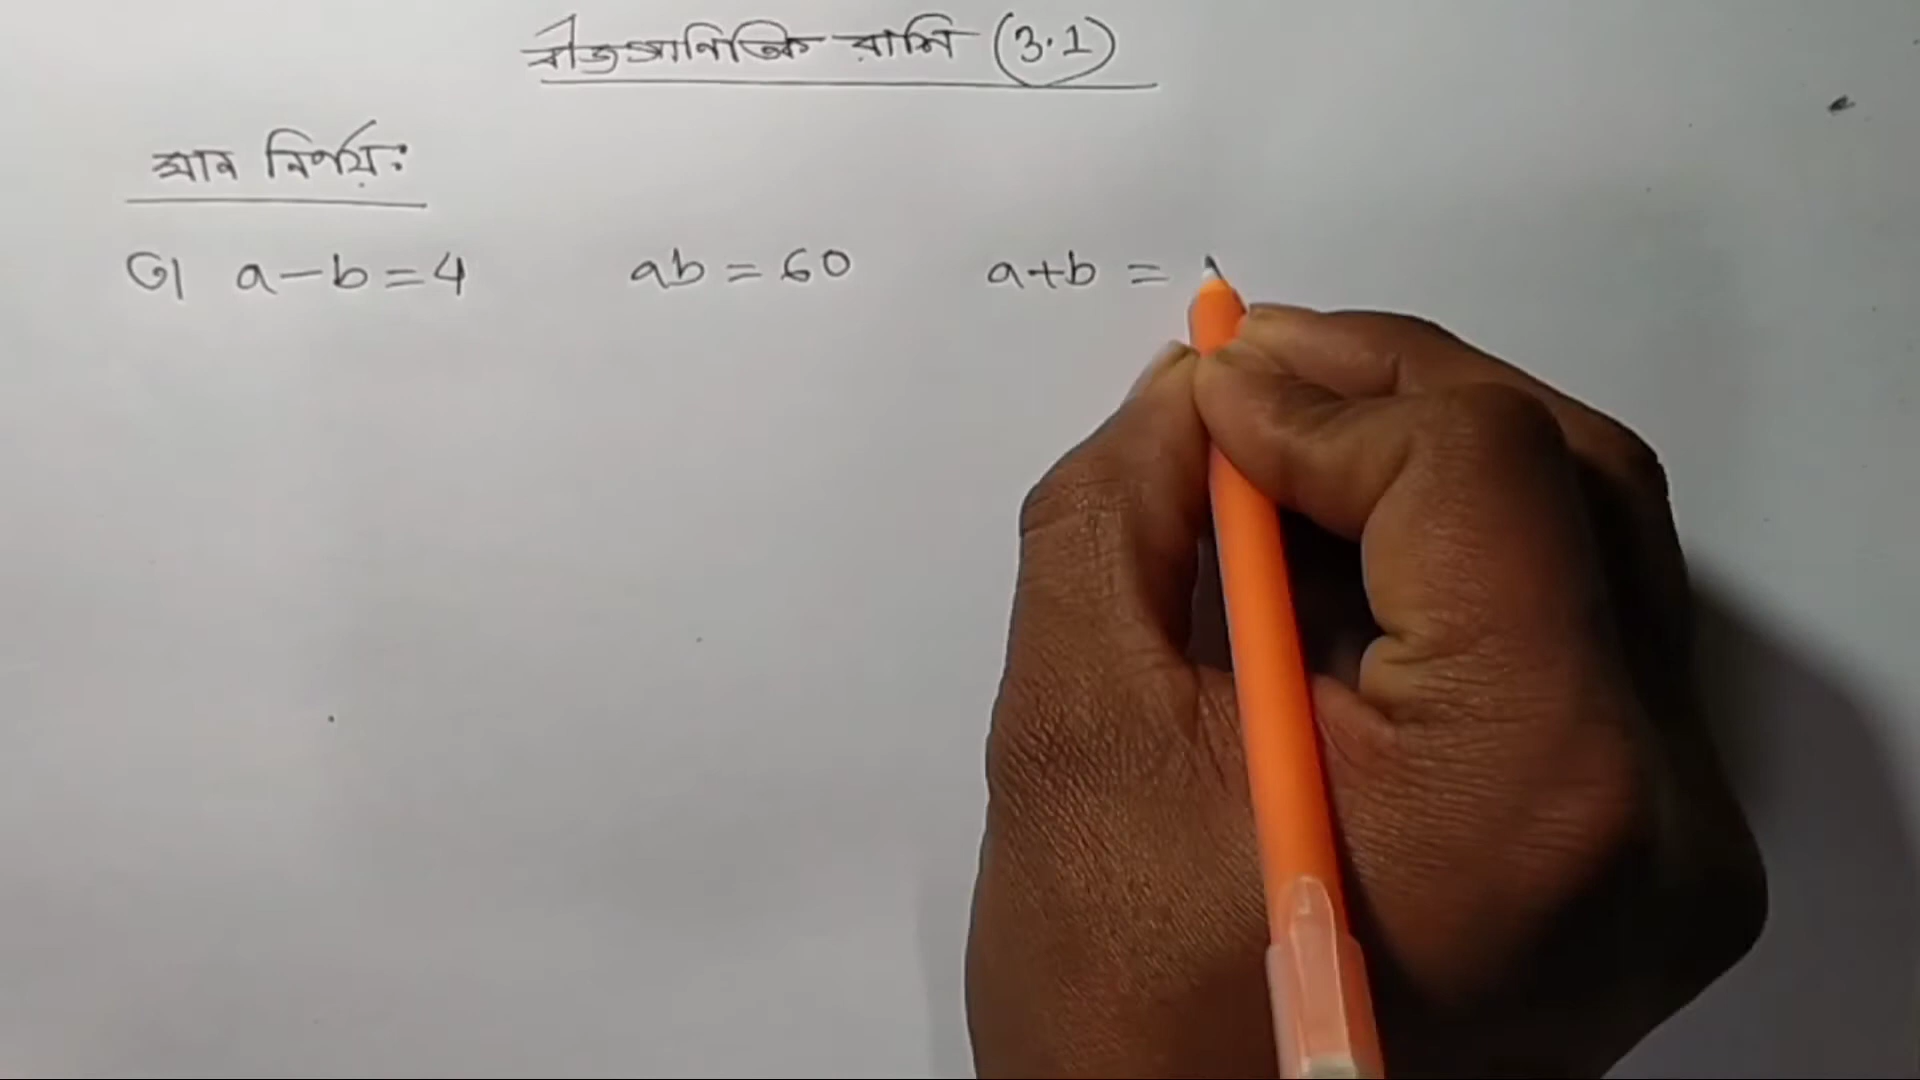 বীজগানিতিক রাশি (3.1)
মান নির্ণয়:
৩। a-b=4 ab=60 a+b =